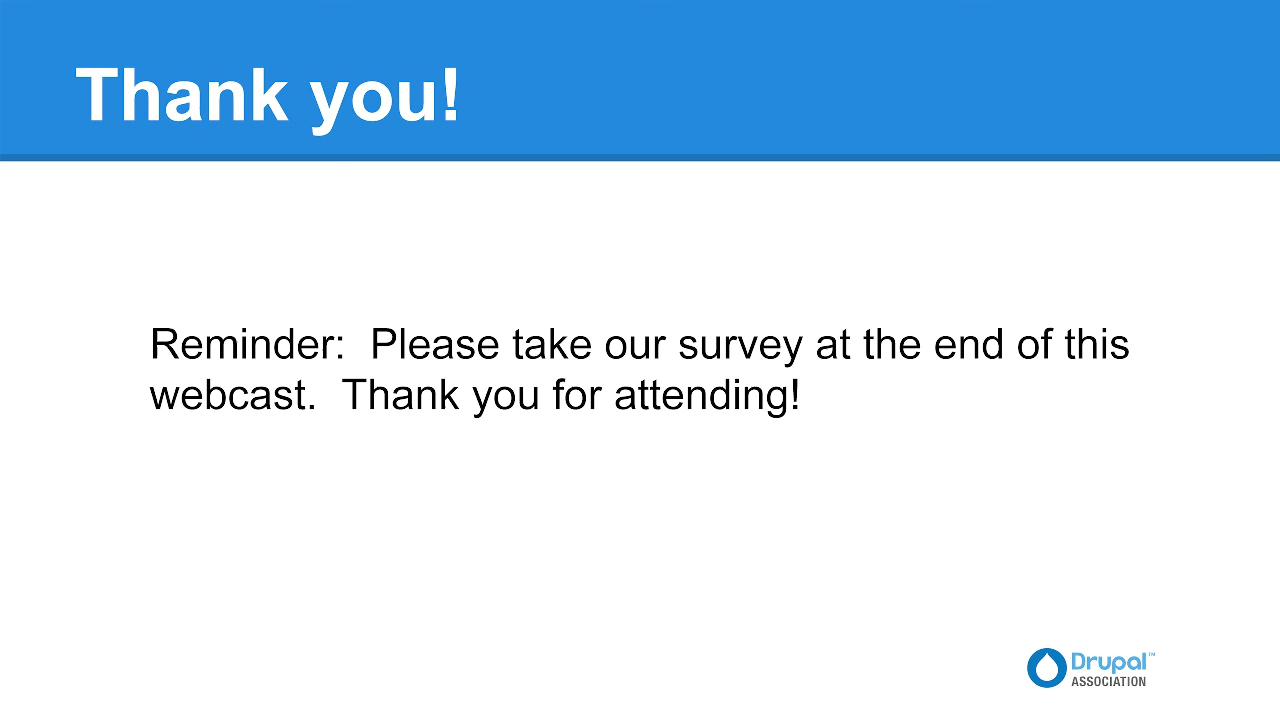 Thank you!
Reminder:  Please take our survey at the end of this
webcast.  Thank you for attending!
Drupal™
ASSOCIATION